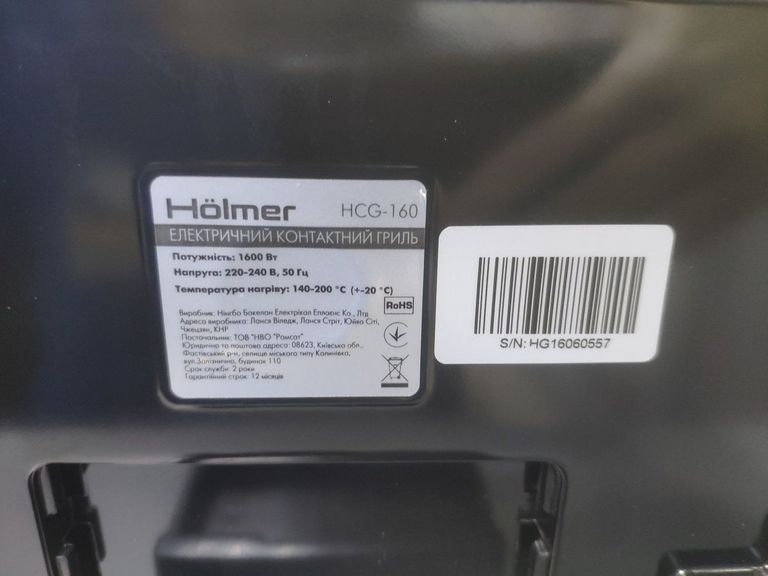 Hölmer HCG-160
ЕЛЕКТРИЧНИЙ КОНТАКТНИЙ ГРИЛЬ
Потужність: 1600 Вт
Напруга: 220-240 В, 50 Гц
Температура нагріву: 140-200 °C (+-20 °C)
RoHS
Виробник: Нінгбо Бакелан Електрікал Еплаєнс Ко., Лтд
Адреса виробника: Ланся Віледж, Ланся Стріт, Юйяо Сіті,
Чжецзян, КНР
Постачальник: ТОВ "НВО "Ромсат"
Юридична та поштова адреса: 08623, Київська обл.,
Фастівський р-н, селище міського типу Калинівка,
вул.Залізнична, будинок 110
Срок служби: 2 роки
Гарантійний строк: 12 місяців
S/N: HG16060557